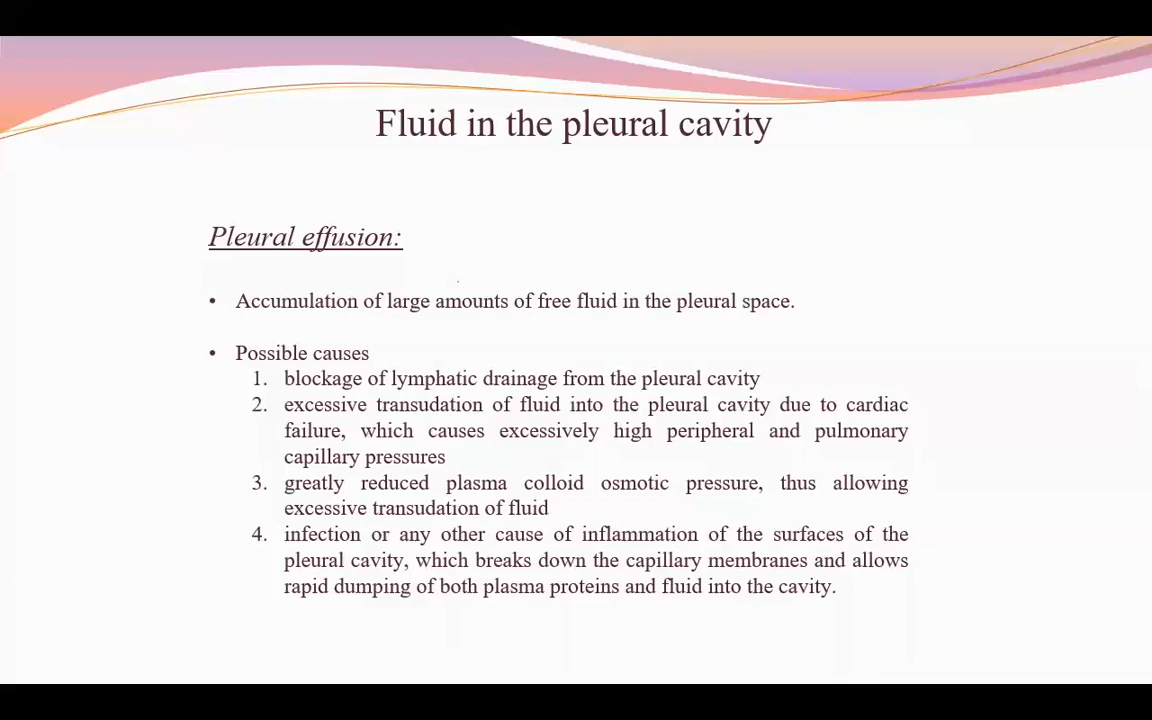 Fluid in the pleural cavity
Pleural effusion:
• Accumulation of large amounts of free fluid in the pleural space.
• Possible causes
1. blockage of lymphatic drainage from the pleural cavity
2. excessive transudation of fluid into the pleural cavity due to cardiac
failure, which causes excessively high peripheral and pulmonary
capillary pressures
3. greatly reduced plasma colloid osmotic pressure, thus allowing
excessive transudation of fluid
4. infection or any other cause of inflammation of the surfaces of the
pleural cavity, which breaks down the capillary membranes and allows
rapid dumping of both plasma proteins and fluid into the cavity.